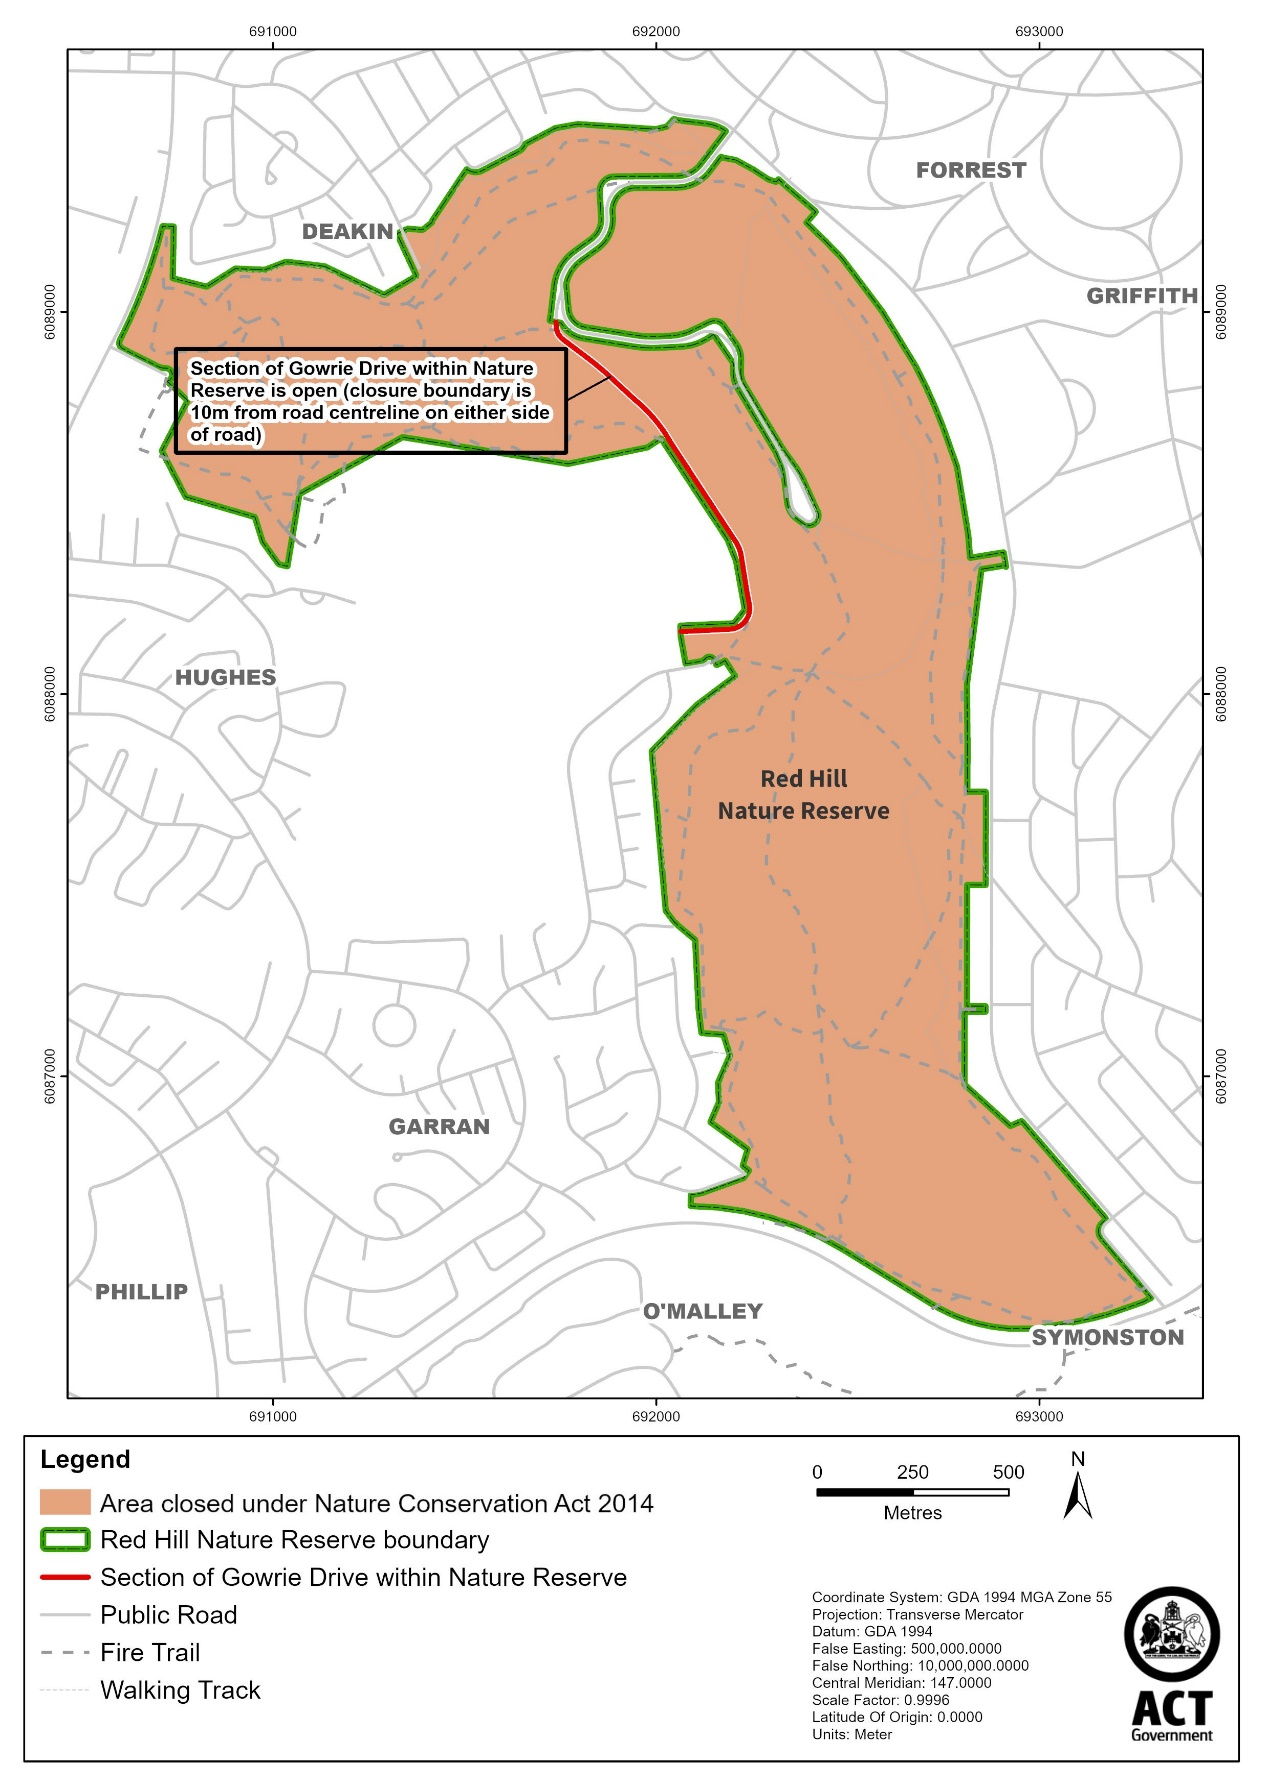 691000
692000
693000
FORREST
DEAKIN
GRIFFITH
6089000
6089000
Section of Gowrie Drive within Nature
Reserve is open (closure boundary is
10m from road centreline on either side
of road)
HUGHES
6088000
6088000
Red Hill
Nature Reserve
6087000
6087000
GARRAN
PHILLIP
O'MALLEY
SYMONSTON
691000
692000
693000
Legend
Area closed under Nature Conservation Act 2014
Red Hill Nature Reserve boundary
Section of Gowrie Drive within Nature Reserve
Public Road
Fire Trail
Walking Track
0 250 500
Metres
N
Coordinate System: GDA 1994 MGA Zone 55
Projection: Transverse Mercator
Datum: GDA 1994
False Easting: 500,000.0000
False Northing: 10,000,000.0000
Central Meridian: 147.0000
Scale Factor: 0.9996
Latitude Of Origin: 0.0000
Units: Meter
ACT
Government